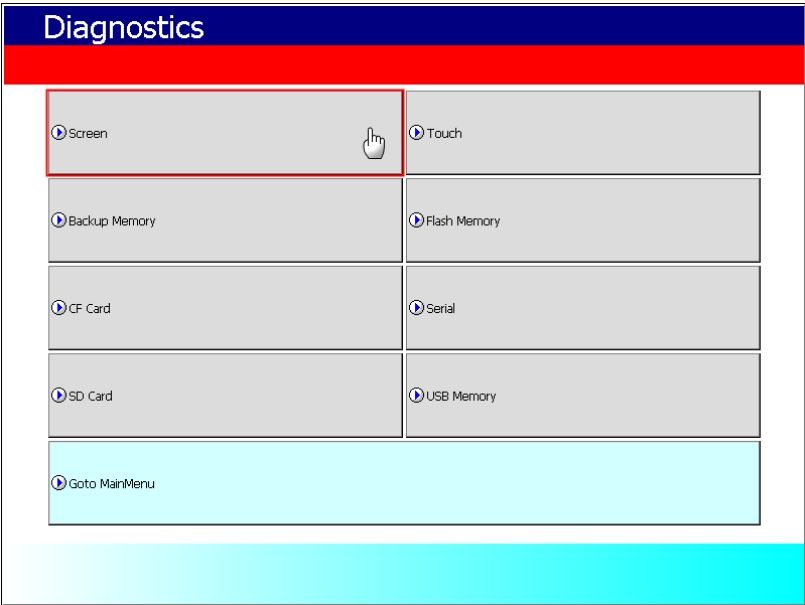 Diagnostics
Screen
Touch
Backup Memory
Flash Memory
CF Card
Serial
SD Card
USB Memory
Goto MainMenu